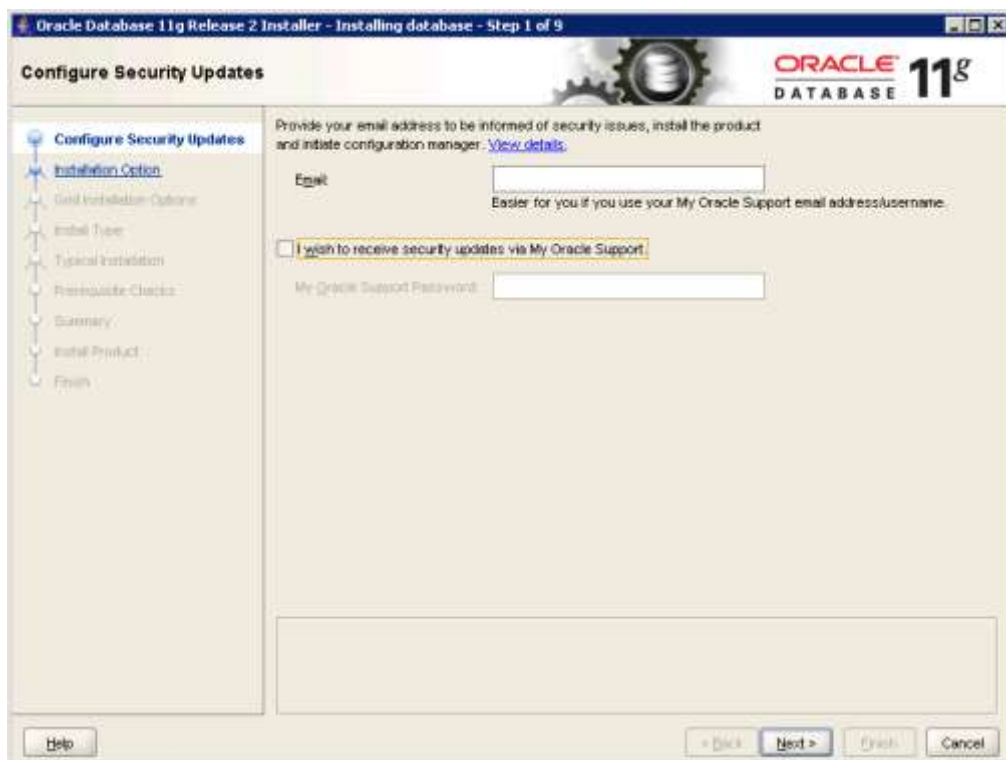 Oracle Database 11g Release 2 Installer - Installing database - Step 1 of 9
Configure Security Updates
ORACLE 11g
DATABASE
Configure Security Updates
Installation Option
Grid Installation Options
Install Type
Typical Installation
Prerequisite Checks
Summary
Install Product
Finish
Provide your email address to be informed of security issues, install the product
and initiate configuration manager. View details.
Email:
Easier for you if you use your My Oracle Support email address/username.
I wish to receive security updates via My Oracle Support.
My Oracle Support Password:
Help
< Back
Next >
Finish
Cancel